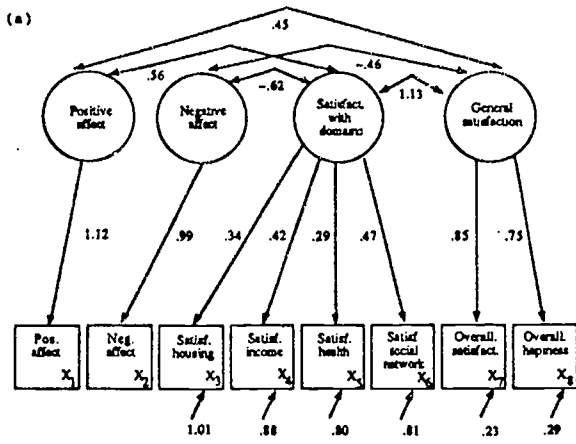 (a)
.45
.56
-.46
-.62
1.13
Positive
affect
Negative
affect
Satisfact.
with
domains
General
satisfaction
1.12
.99
.34
.42
.29
.47
.85
.75
Pos.
affect
X1
Neg.
affect
X2
Satisf.
housing
X3
Satisf.
income
X4
Satisf.
health
X5
Satisf
social
network
X6
Overall.
satisfact.
X7
Overall.
hapiness
X8
1.01
.88
.80
.81
.23
.29